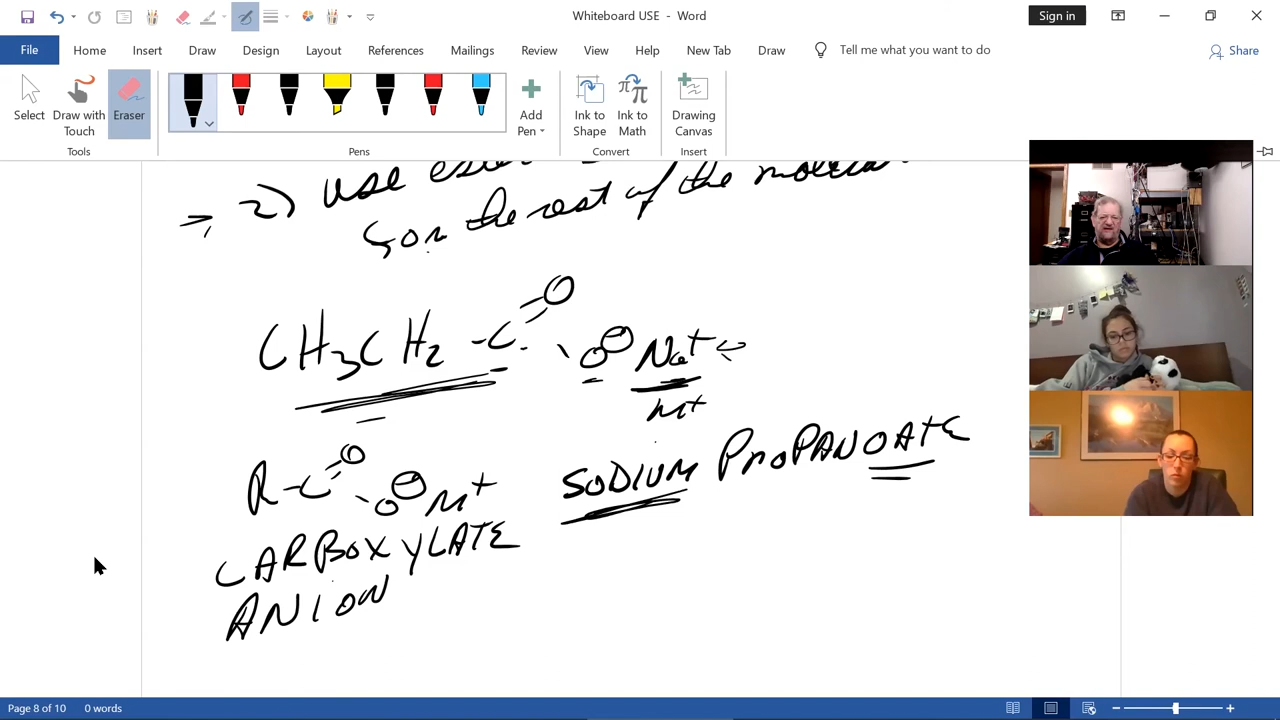 Whiteboard USE - Word
Sign in
File Home Insert Draw Design Layout References Mailings Review View Help New Tab Draw Tell me what you want to do Share
Select Draw with Touch Eraser Add Pen Ink to Shape Ink to Math Drawing Canvas
Tools Pens Convert Insert
2) use ester
for the rest of the
CH3CH2-C=O
O⊖ Na+
M+
R-C=O
O⊖ M+
SODIUM PROPANOATE
CARBOXYLATE
ANION
Page 8 of 10 0 words